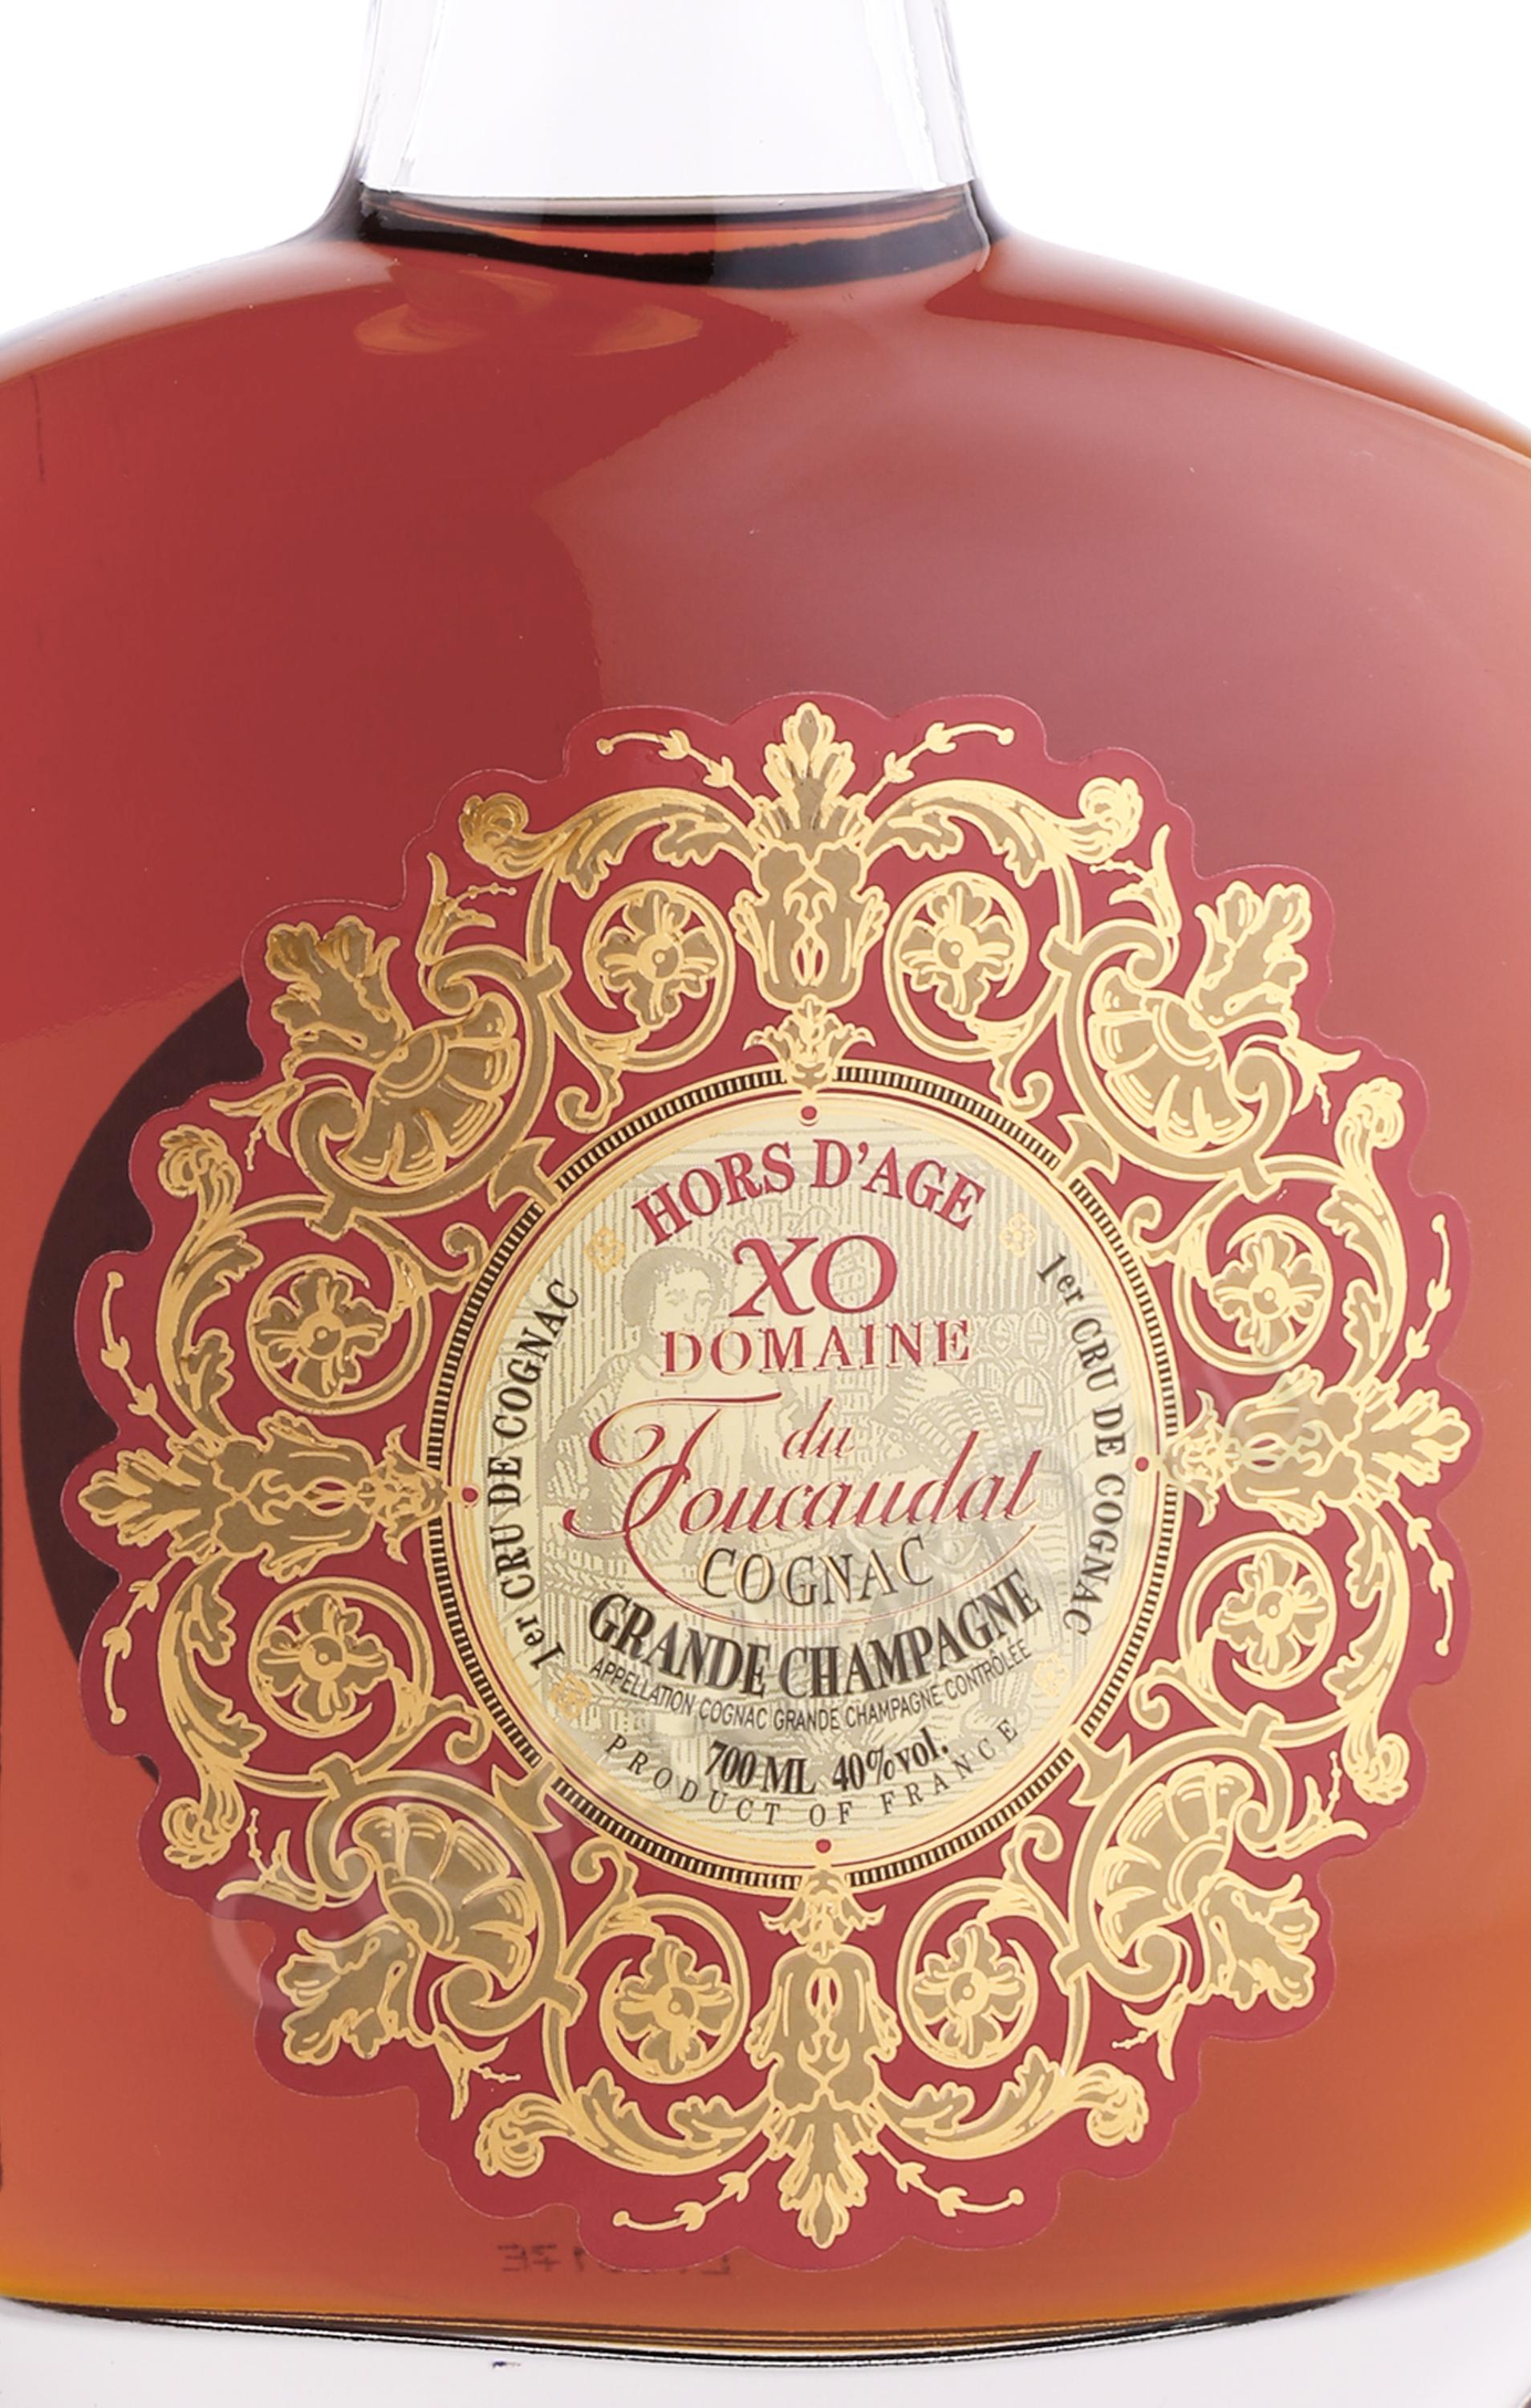 HORS D'AGE
XO
DOMAINE
du
Foucaudat
COGNAC
GRANDE CHAMPAGNE
APPELLATION COGNAC GRANDE CHAMPAGNE CONTRÔLÉE
700 ML 40%vol.
PRODUCT OF FRANCE
1er CRU DE COGNAC
1er CRU DE COGNAC